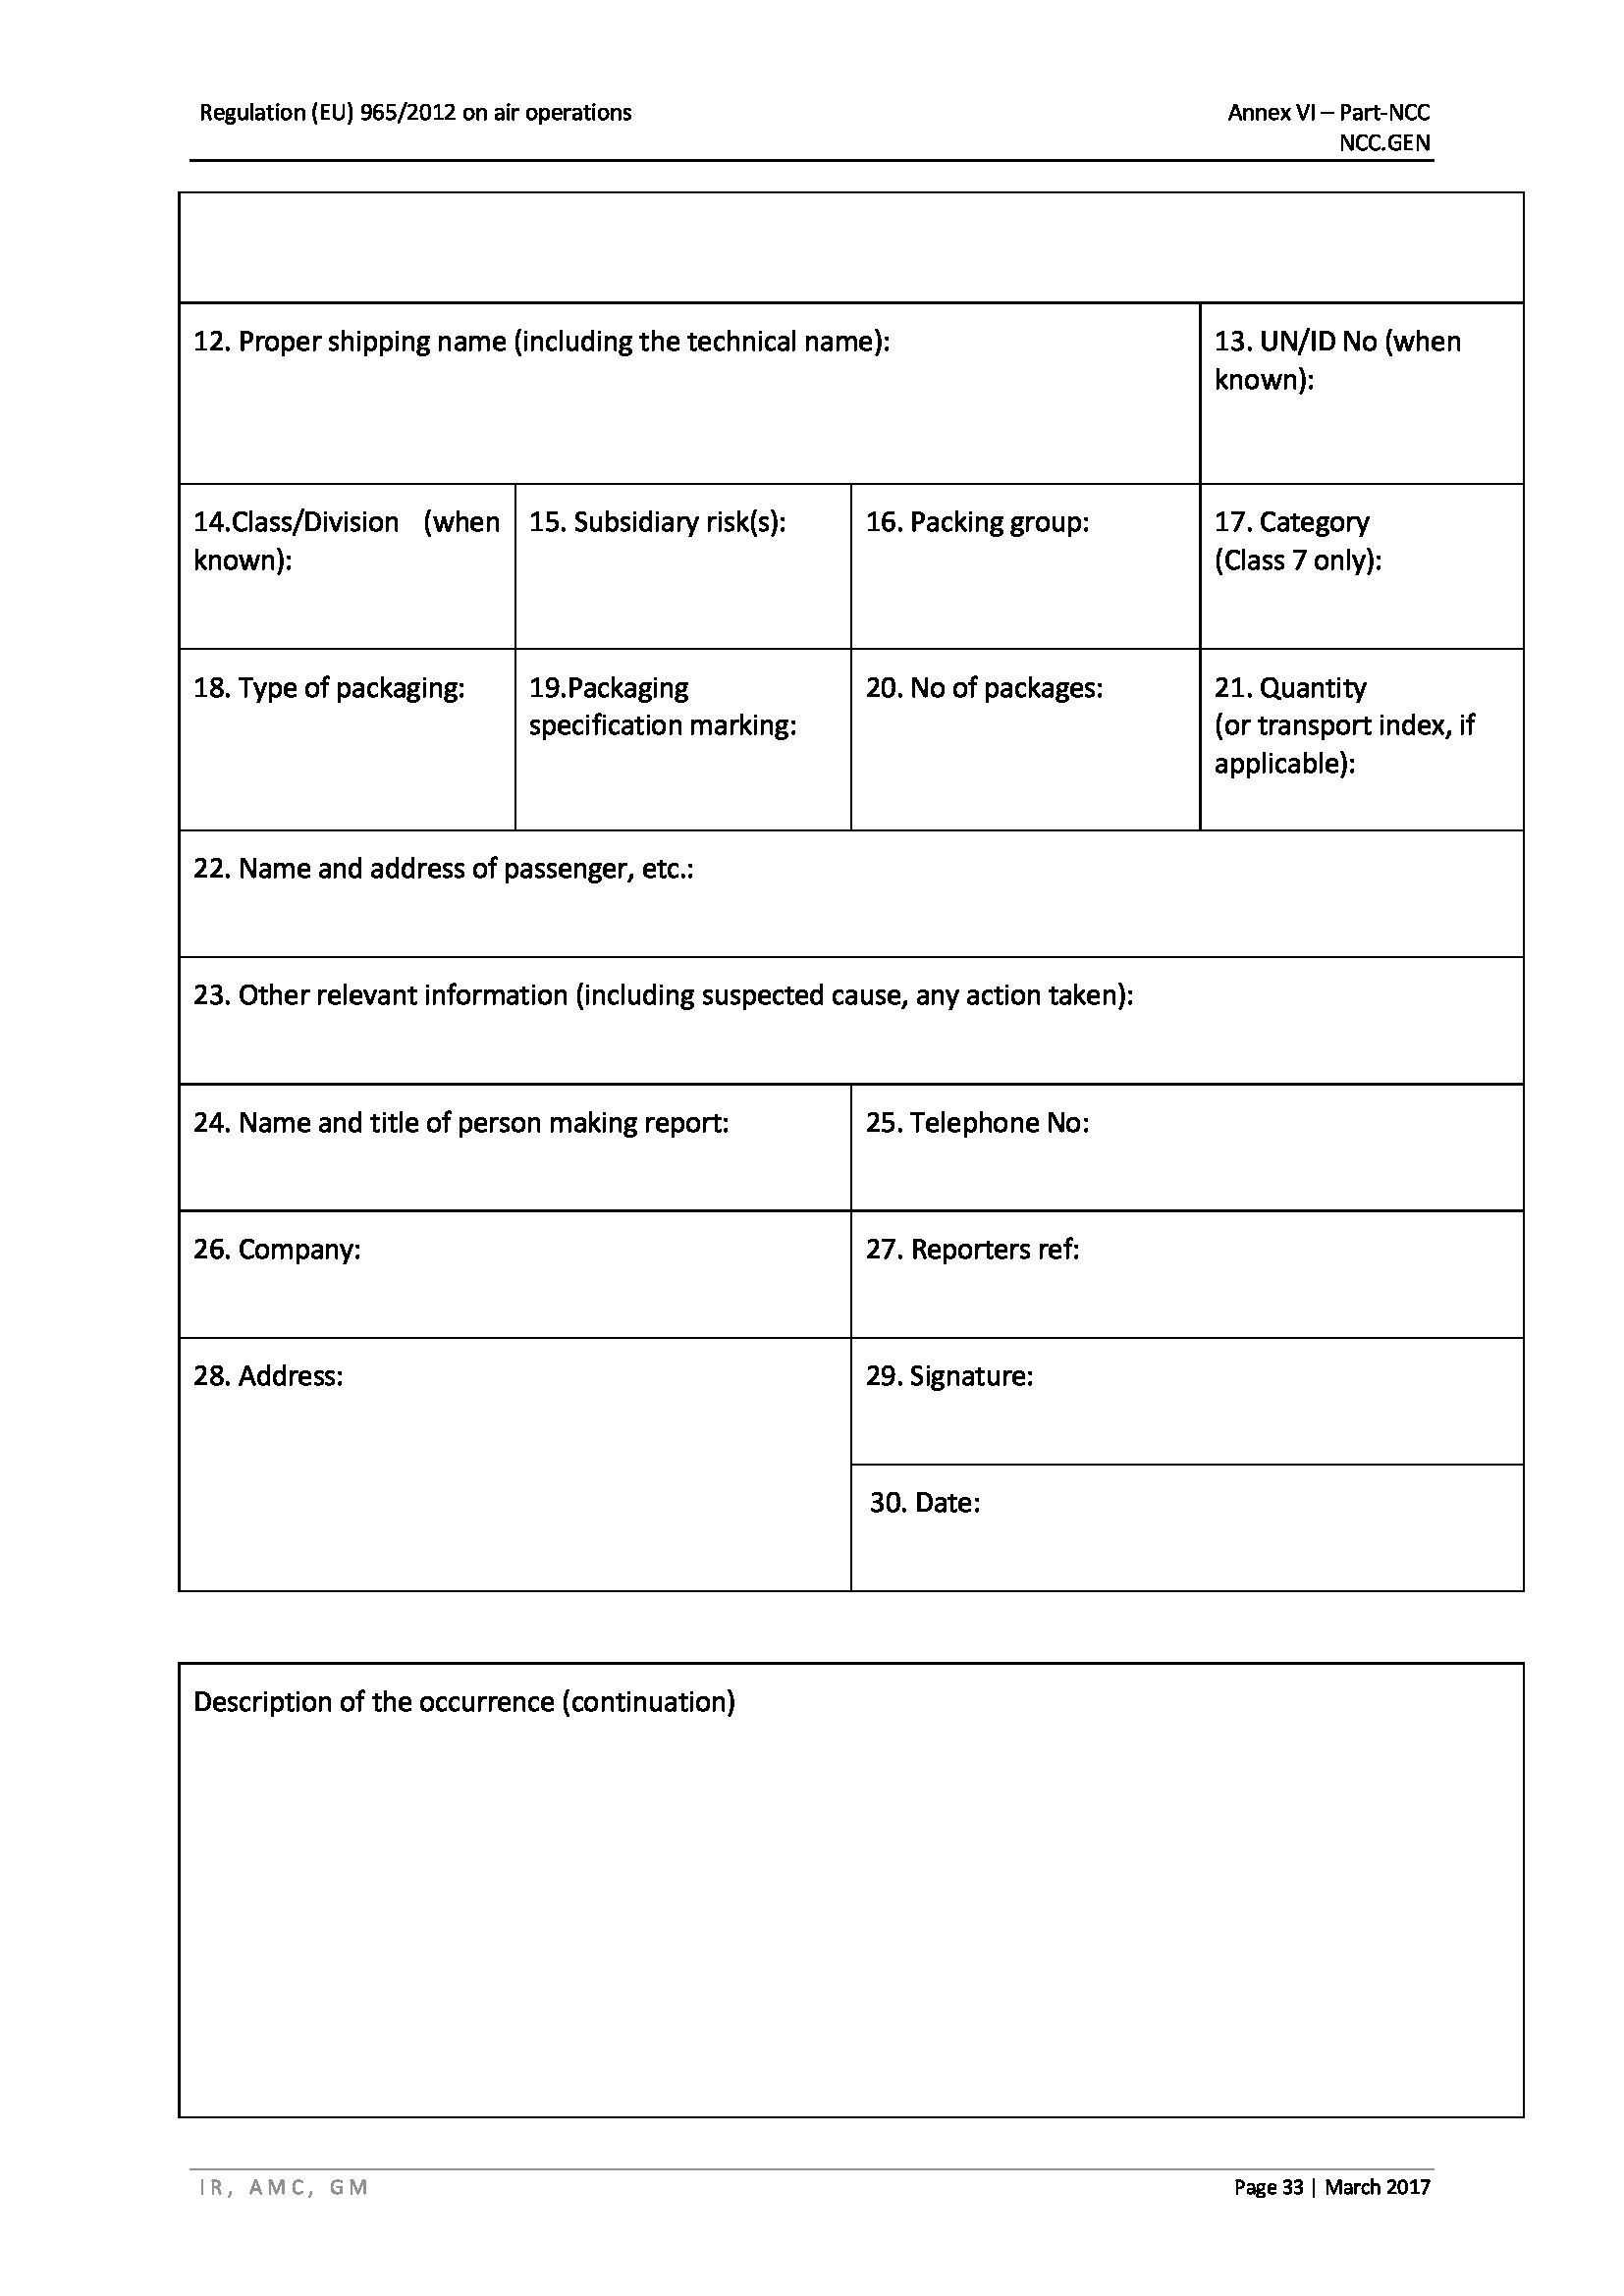 Regulation (EU) 965/2012 on air operations
Annex VI – Part-NCC
NCC.GEN
12. Proper shipping name (including the technical name):
13. UN/ID No (when
known):
14.Class/Division (when
known):
15. Subsidiary risk(s):
16. Packing group:
17. Category
(Class 7 only):
18. Type of packaging:
19.Packaging
specification marking:
20. No of packages:
21. Quantity
(or transport index, if
applicable):
22. Name and address of passenger, etc.:
23. Other relevant information (including suspected cause, any action taken):
24. Name and title of person making report:
25. Telephone No:
26. Company:
27. Reporters ref:
28. Address:
29. Signature:
30. Date:
Description of the occurrence (continuation)
IR, AMC, GM
Page 33 | March 2017